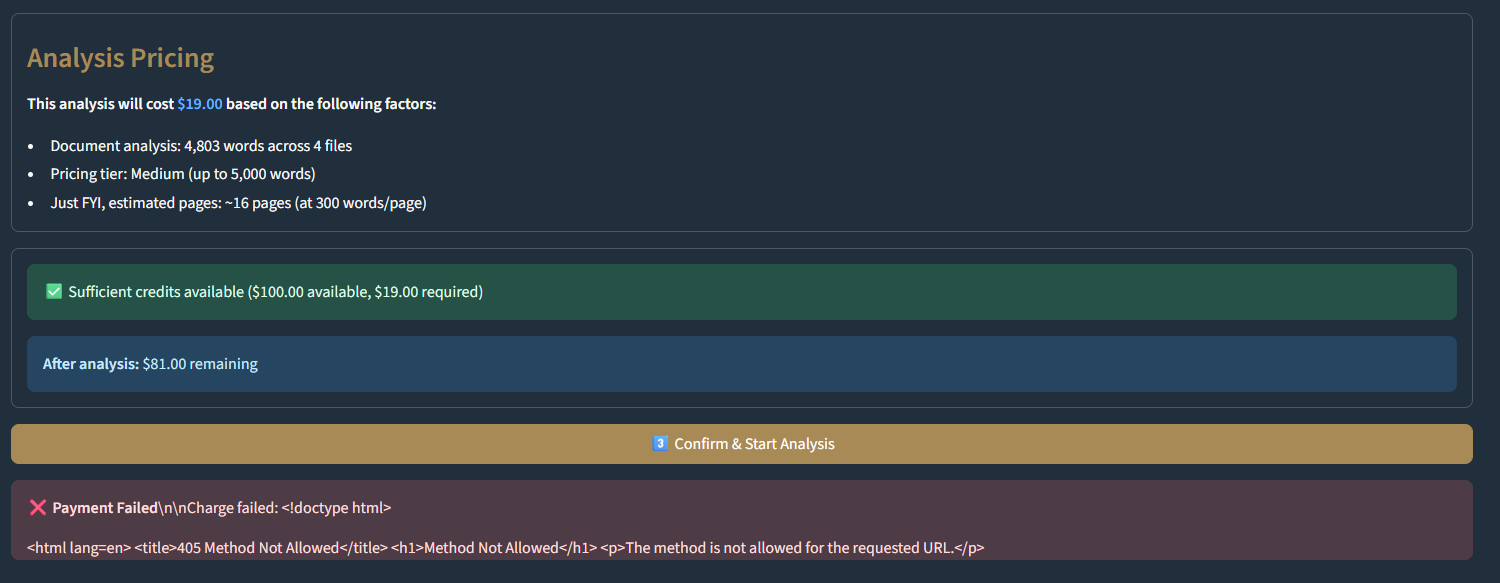 Analysis Pricing
This analysis will cost $19.00 based on the following factors:
• Document analysis: 4,803 words across 4 files
• Pricing tier: Medium (up to 5,000 words)
• Just FYI, estimated pages: ~16 pages (at 300 words/page)
✅ Sufficient credits available ($100.00 available, $19.00 required)
After analysis: $81.00 remaining
3️⃣ Confirm & Start Analysis
❌ Payment Failed\n\nCharge failed: <!doctype html>
<html lang=en> <title>405 Method Not Allowed</title> <h1>Method Not Allowed</h1> <p>The method is not allowed for the requested URL.</p>